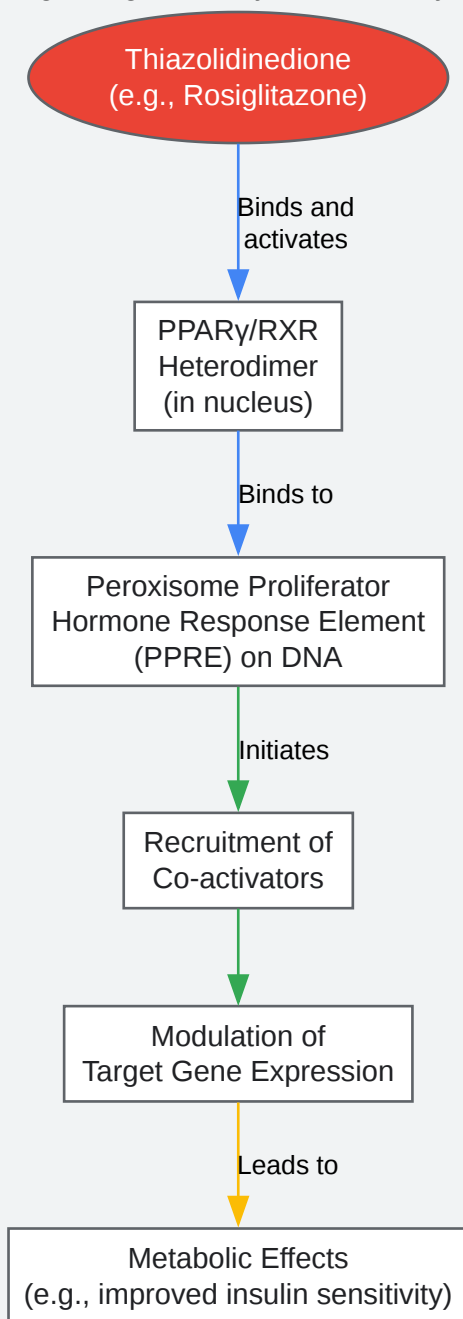 Thiazolidinedione
(e.g., Rosiglitazone)
Binds and
activates
PPARγ/RXR
Heterodimer
(in nucleus)
Binds to
Peroxisome Proliferator
Hormone Response Element
(PPRE) on DNA
Initiates
Recruitment of
Co-activators
Modulation of
Target Gene Expression
Leads to
Metabolic Effects
(e.g., improved insulin sensitivity)